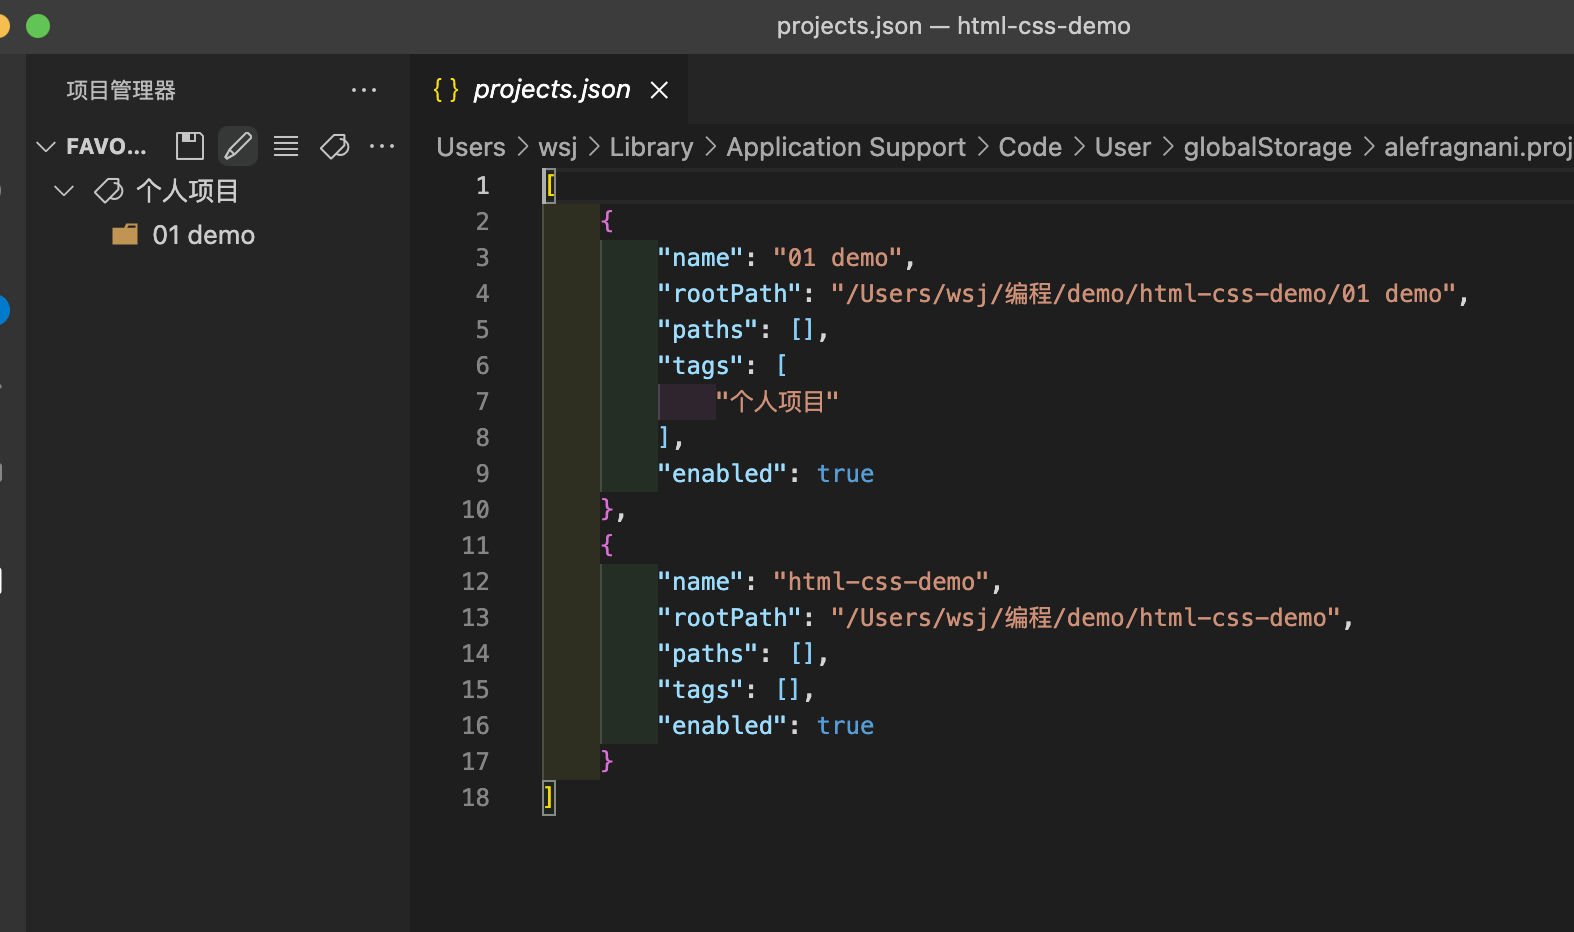 projects.json — html-css-demo
项目管理器
projects.json
FAVO...
Users > wsj > Library > Application Support > Code > User > globalStorage > alefragnani.proj
个人项目
01 demo
1 [
2 {
3 "name": "01 demo",
4 "rootPath": "/Users/wsj/编程/demo/html-css-demo/01 demo",
5 "paths": [],
6 "tags": [
7 "个人项目"
8 ],
9 "enabled": true
10 },
11 {
12 "name": "html-css-demo",
13 "rootPath": "/Users/wsj/编程/demo/html-css-demo",
14 "paths": [],
15 "tags": [],
16 "enabled": true
17 }
18 ]